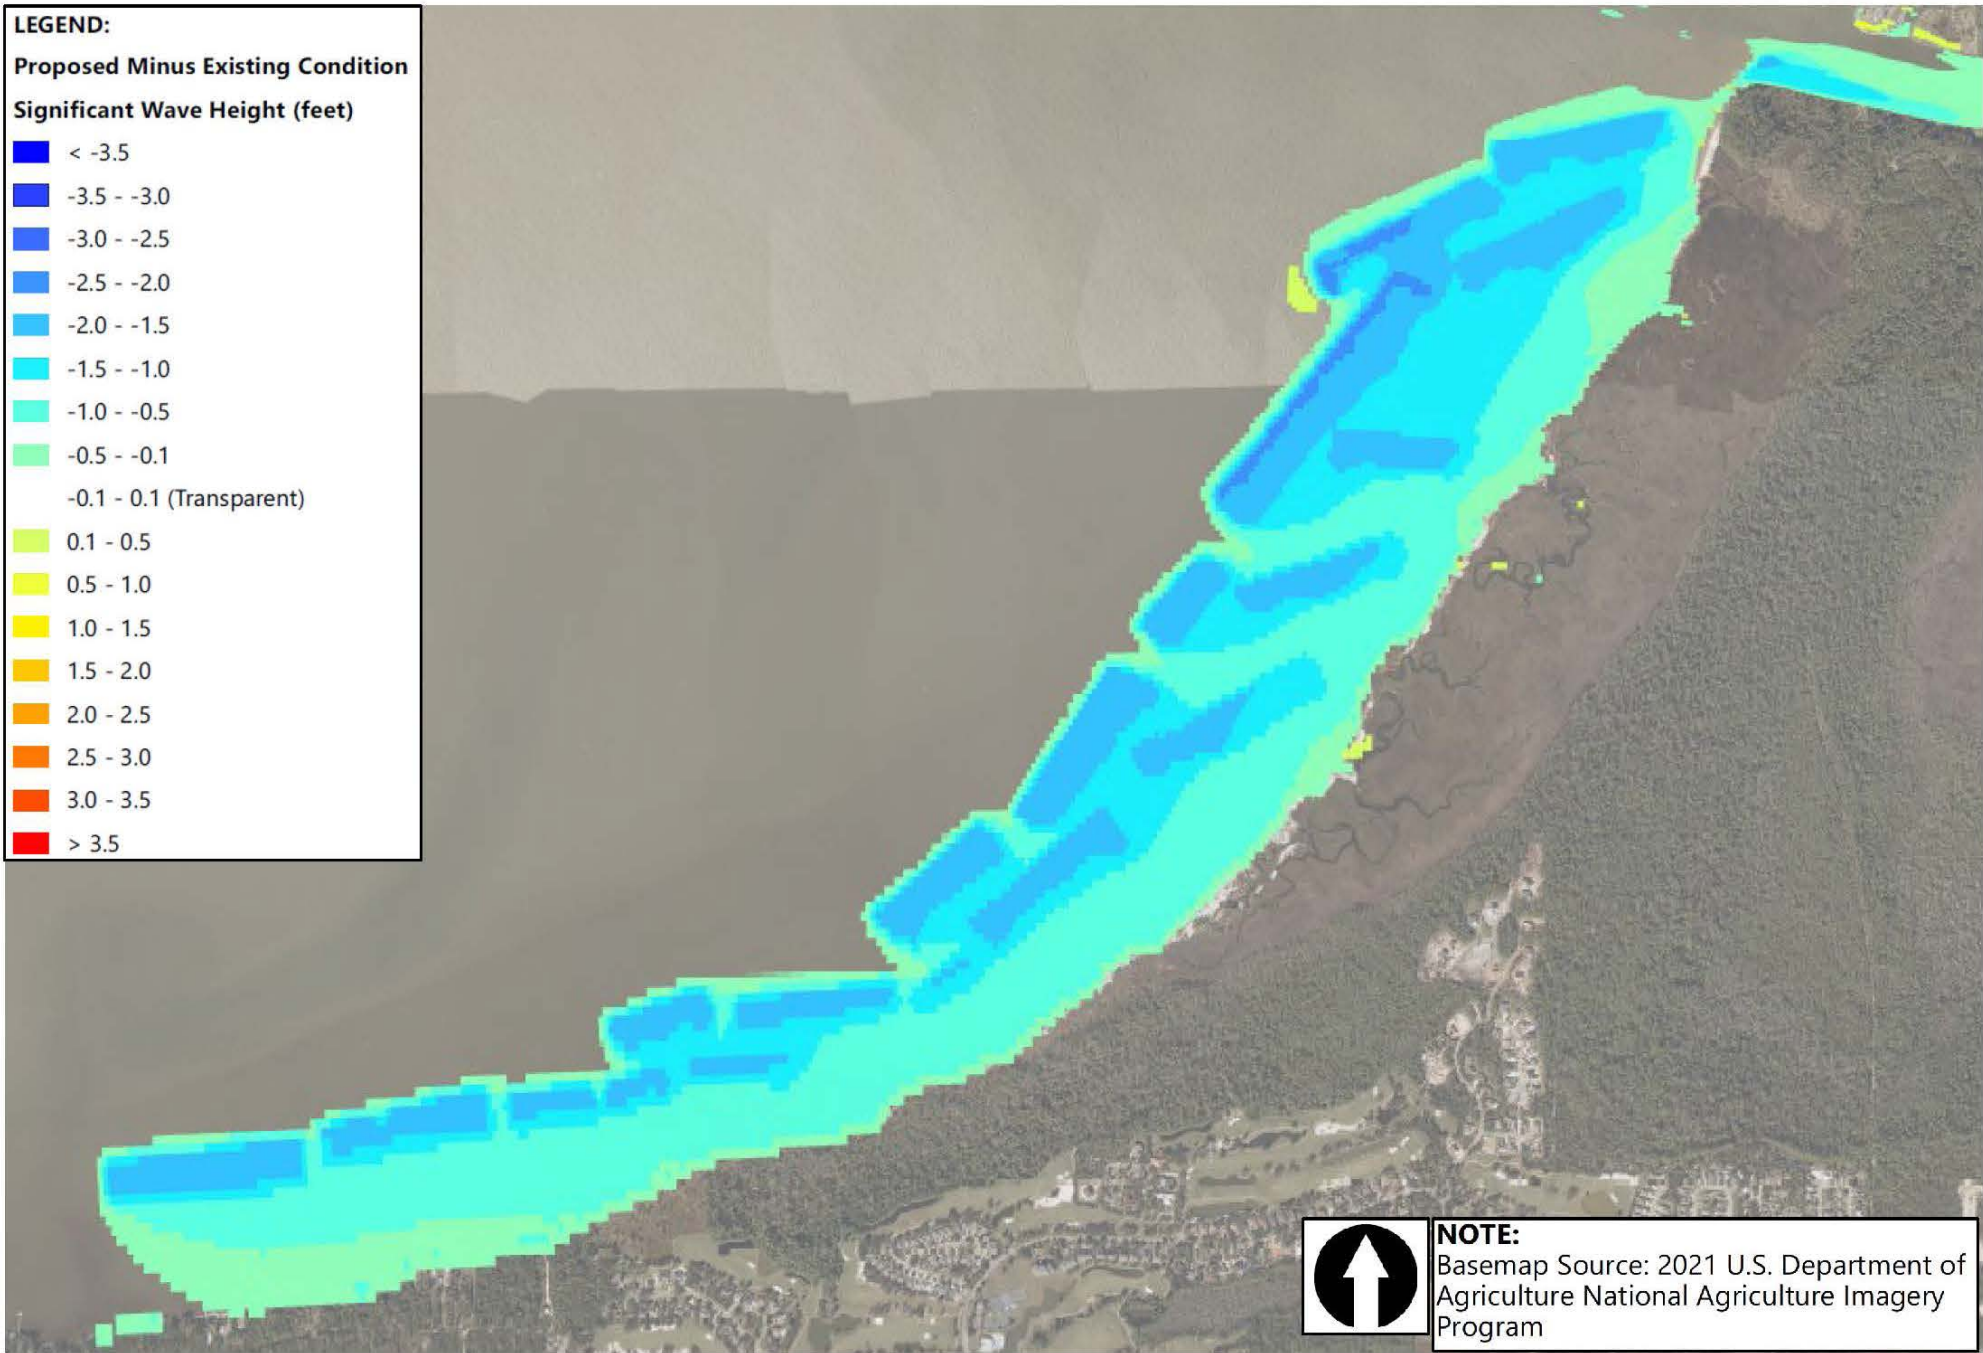 LEGEND:
Proposed Minus Existing Condition
Significant Wave Height (feet)
< -3.5
-3.5 - -3.0
-3.0 - -2.5
-2.5 - -2.0
-2.0 - -1.5
-1.5 - -1.0
-1.0 - -0.5
-0.5 - -0.1
-0.1 - 0.1 (Transparent)
0.1 - 0.5
0.5 - 1.0
1.0 - 1.5
1.5 - 2.0
2.0 - 2.5
2.5 - 3.0
3.0 - 3.5
> 3.5
NOTE:
Basemap Source: 2021 U.S. Department of
Agriculture National Agriculture Imagery
Program